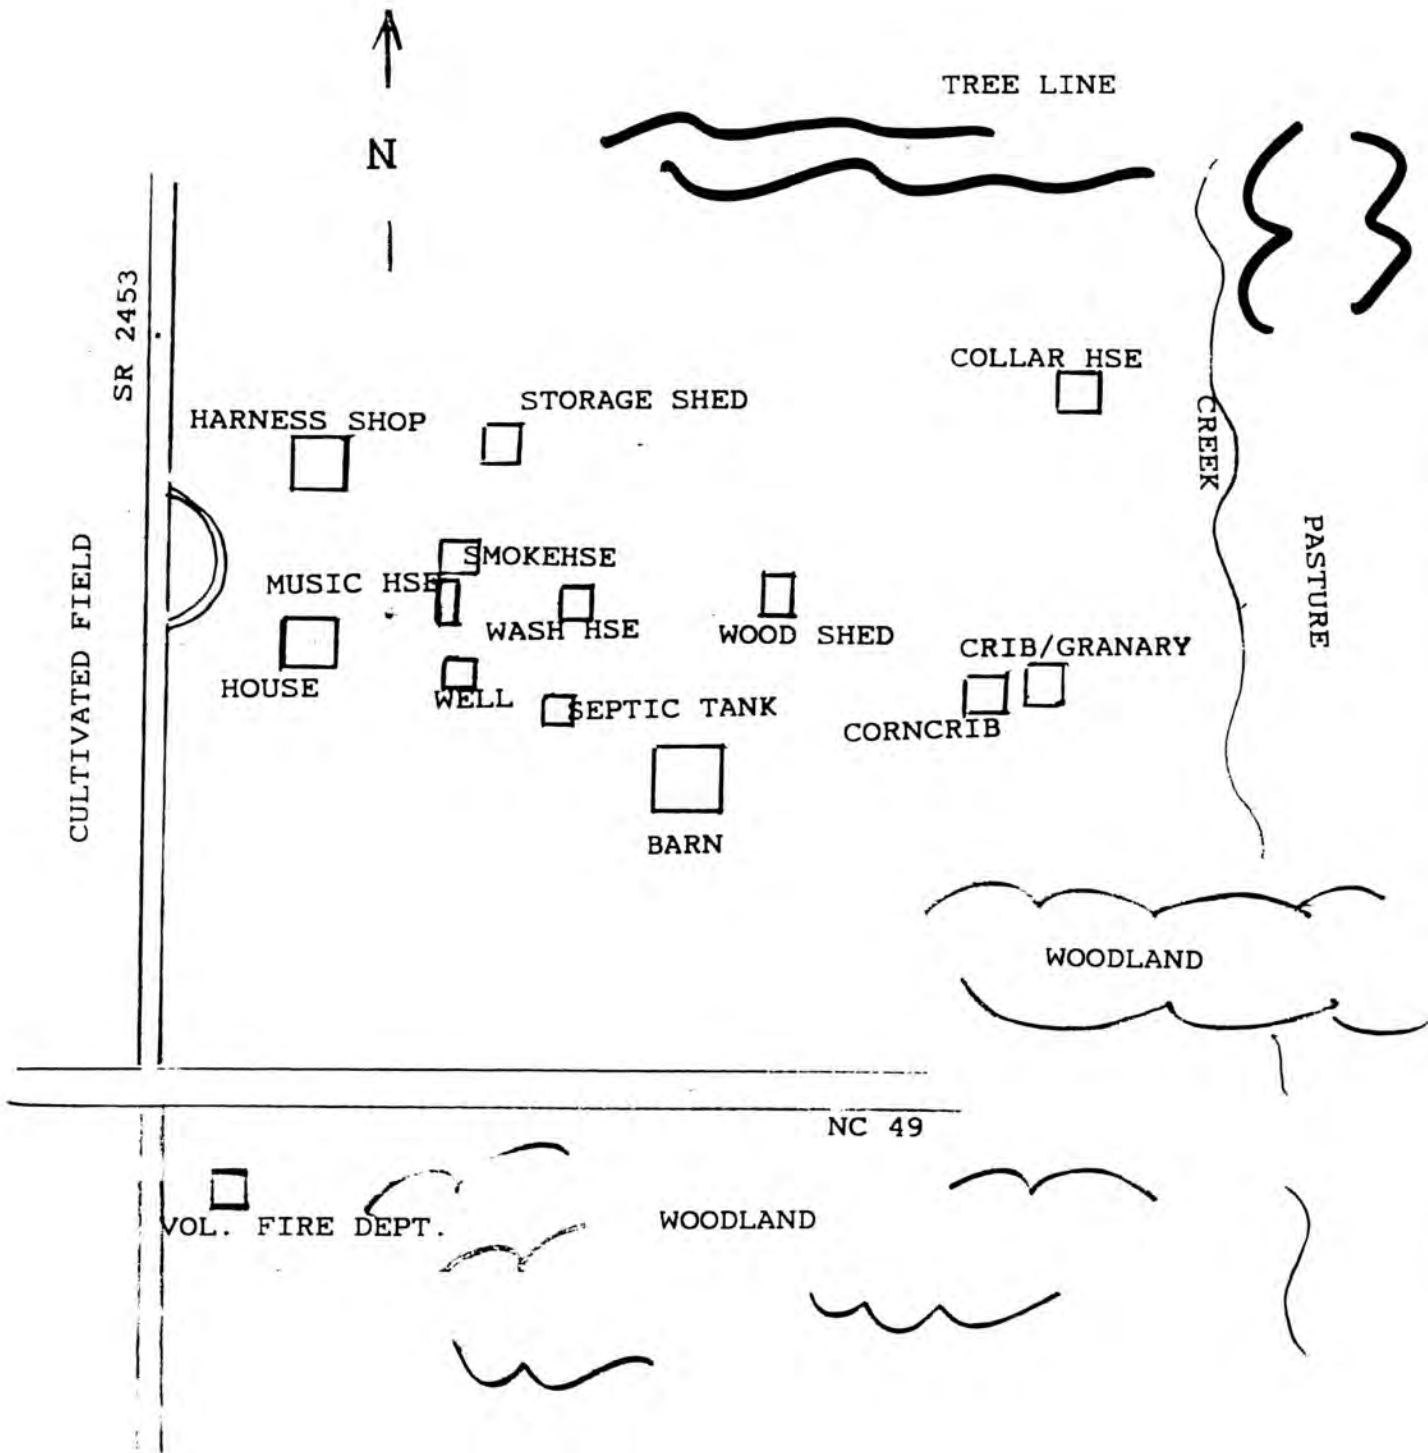 TREE LINE
N
SR 2453
COLLAR HSE
STORAGE SHED
HARNESS SHOP
CREEK
PASTURE
SMOKEHSE
MUSIC HSE
WASH HSE
WOOD SHED
CRIB/GRANARY
HOUSE
WELL
SEPTIC TANK
CORNCRIB
CULTIVATED FIELD
BARN
WOODLAND
NC 49
VOL. FIRE DEPT.
WOODLAND